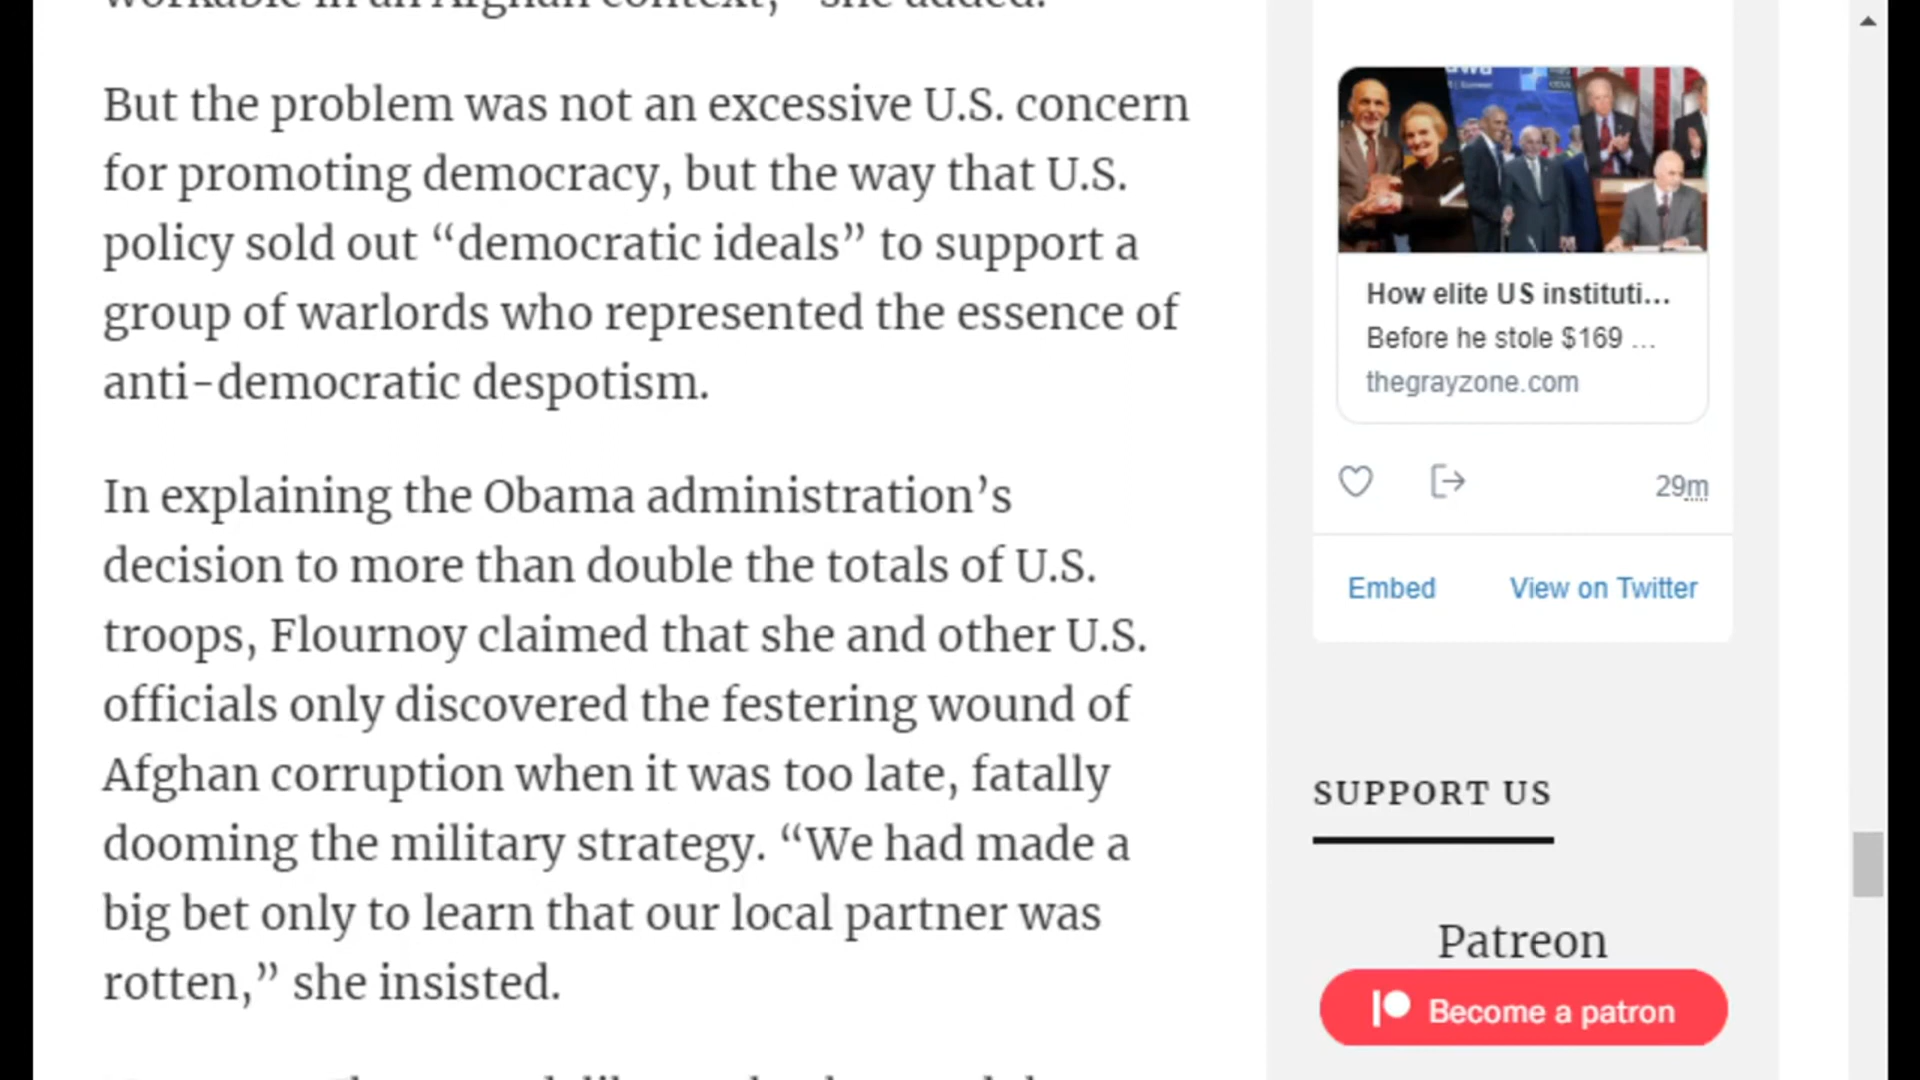 But the problem was not an excessive U.S. concern
for promoting democracy, but the way that U.S.
policy sold out “democratic ideals” to support a
group of warlords who represented the essence of
anti-democratic despotism.
In explaining the Obama administration’s
decision to more than double the totals of U.S.
troops, Flournoy claimed that she and other U.S.
officials only discovered the festering wound of
Afghan corruption when it was too late, fatally
dooming the military strategy. “We had made a
big bet only to learn that our local partner was
rotten,” she insisted.
How elite US instituti...
Before he stole $169 ...
thegrayzone.com
29m
Embed
View on Twitter
SUPPORT US
Patreon
Become a patron